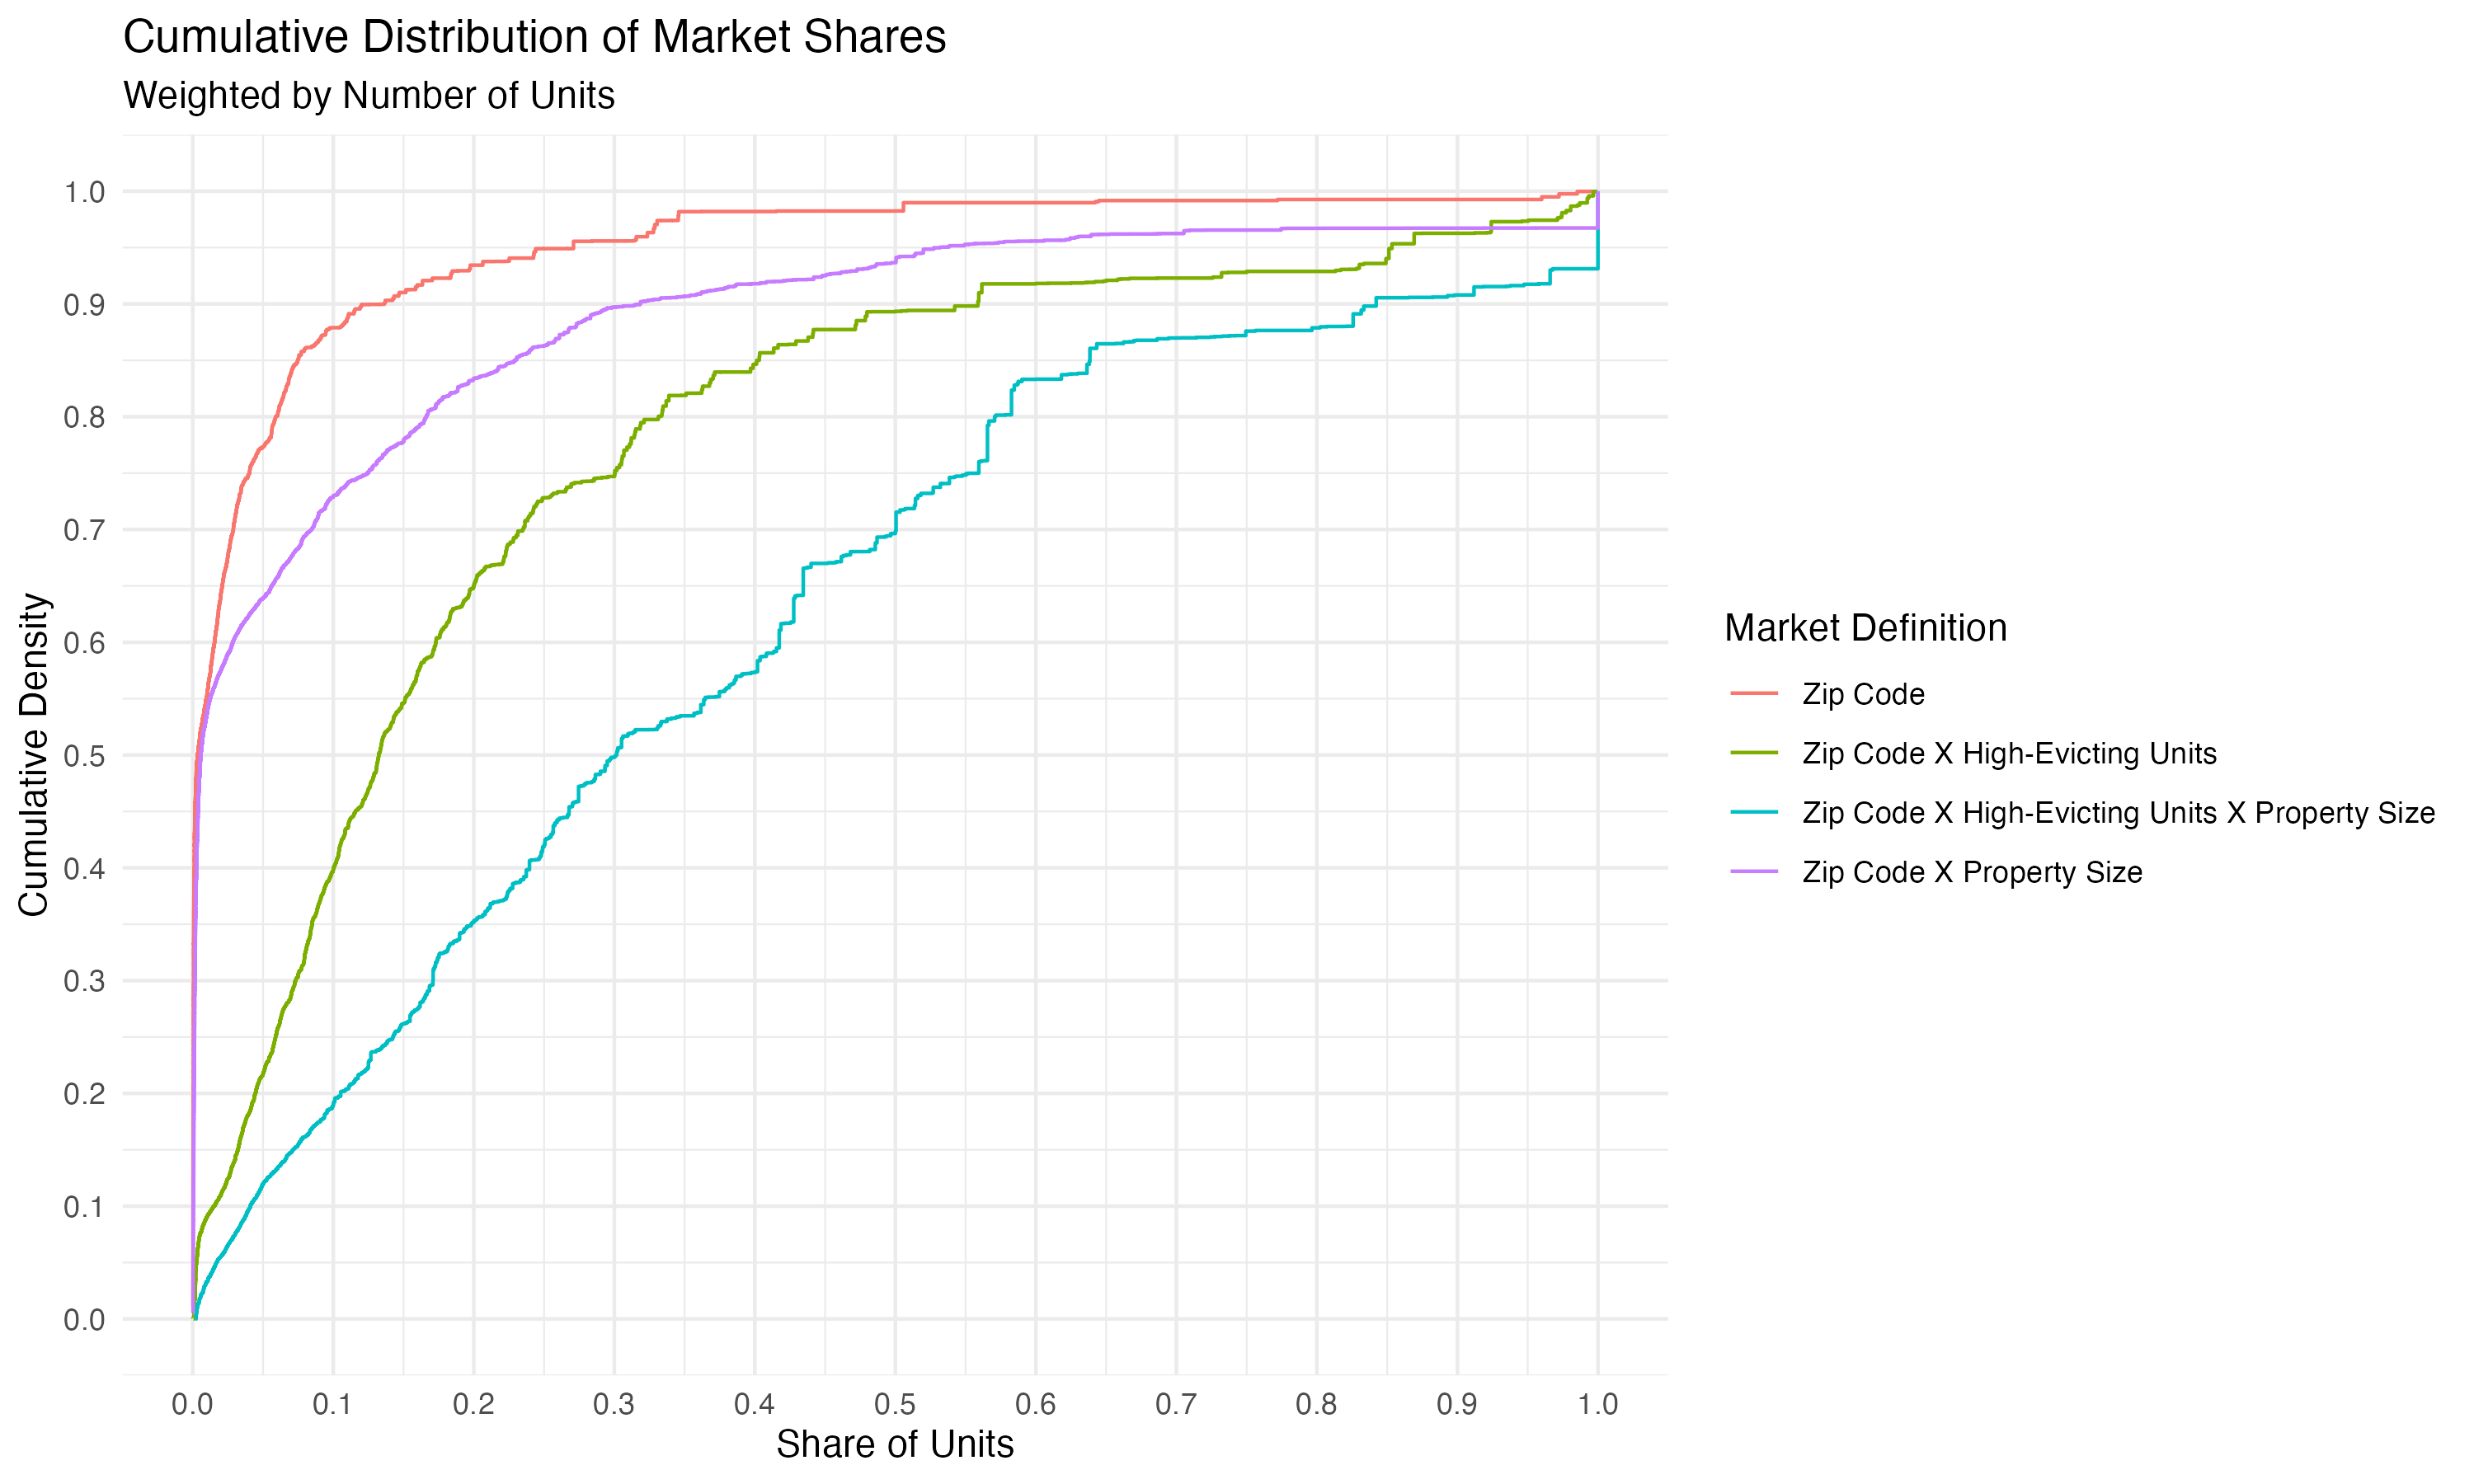 Cumulative Distribution of Market Shares
Weighted by Number of Units
Cumulative Density
1.0
0.9
0.8
0.7
0.6
0.5
0.4
0.3
0.2
0.1
0.0
0.0 0.1 0.2 0.3 0.4 0.5 0.6 0.7 0.8 0.9 1.0
Share of Units
Market Definition
Zip Code
Zip Code X High-Evicting Units
Zip Code X High-Evicting Units X Property Size
Zip Code X Property Size